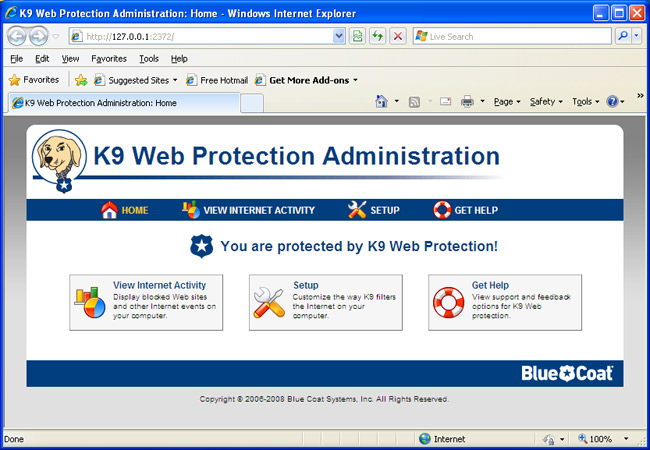 K9 Web Protection Administration: Home - Windows Internet Explorer
http://127.0.0.1:2372/
Live Search
File Edit View Favorites Tools Help
Favorites Suggested Sites Free Hotmail Get More Add-ons
K9 Web Protection Administration: Home
Page Safety Tools
K9 Web Protection Administration
HOME VIEW INTERNET ACTIVITY SETUP GET HELP
You are protected by K9 Web Protection!
View Internet Activity
Display blocked Web sites
and other Internet events on
your computer.
Setup
Customize the way K9 filters
the Internet on your
computer.
Get Help
View support and feedback
options for K9 Web
protection.
Blue Coat
Copyright © 2006-2008 Blue Coat Systems, Inc. All Rights Reserved.
Done Internet 100%